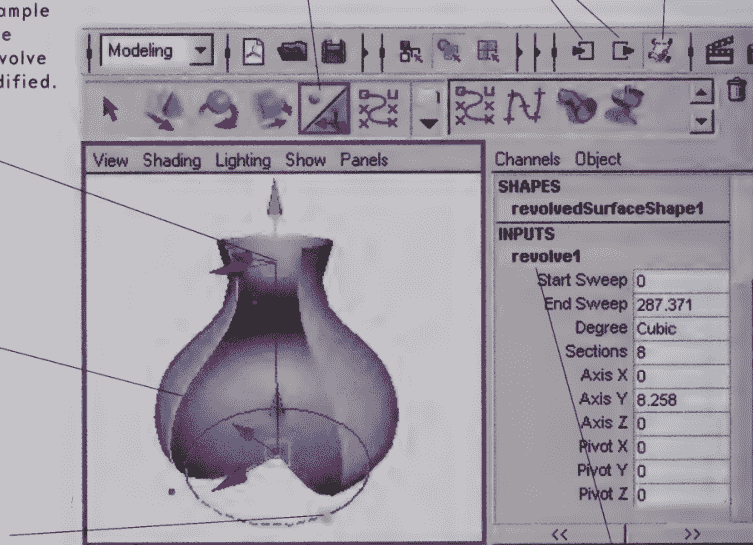 ample
e
volve
dified.
Modeling
View Shading Lighting Show Panels
Channels Object
SHAPES
revolvedSurfaceShape1
INPUTS
revolve1
Start Sweep 0
End Sweep 287.371
Degree Cubic
Sections 8
Axis X 0
Axis Y 8.258
Axis Z 0
Pivot X 0
Pivot Y 0
Pivot Z 0
<< >>